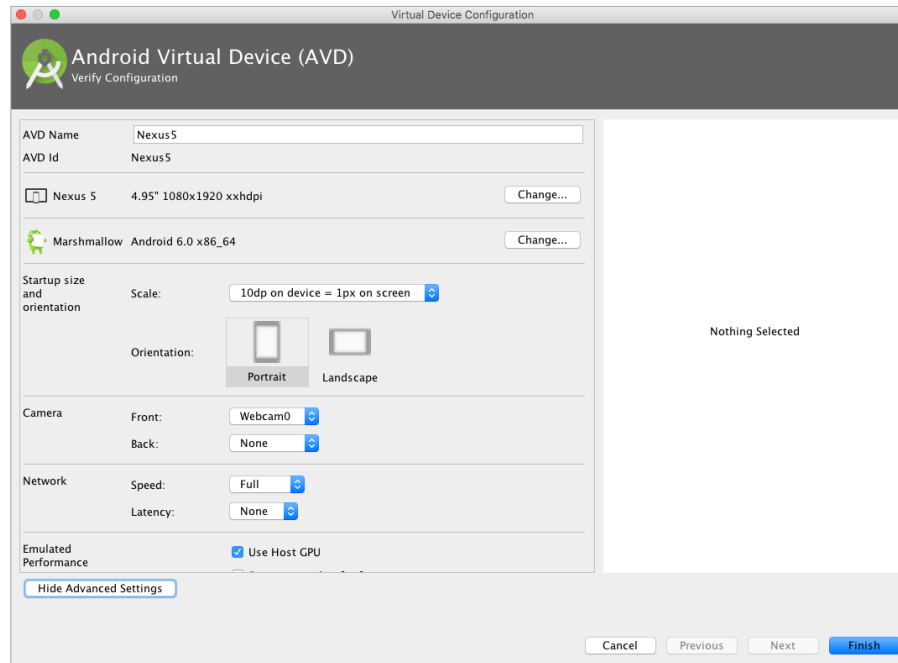 Virtual Device Configuration
Android Virtual Device (AVD)
Verify Configuration
AVD Name Nexus5
AVD Id Nexus5
Nexus 5 4.95" 1080x1920 xxhdpi Change...
Marshmallow Android 6.0 x86_64 Change...
Startup size
and
orientation
Scale: 10dp on device = 1px on screen
Orientation:
Portrait Landscape
Nothing Selected
Camera Front: Webcam0
Back: None
Network Speed: Full
Latency: None
Emulated
Performance
Use Host GPU
Hide Advanced Settings
Cancel Previous Next Finish